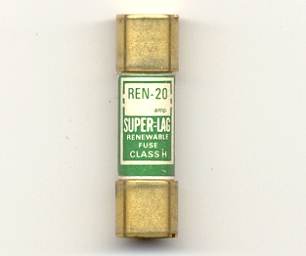 REN-20
amp.
SUPER-LAG
RENEWABLE
FUSE
CLASS H